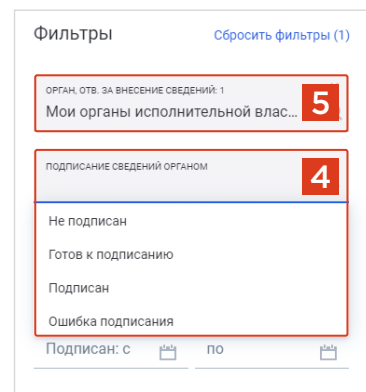 Фильтры Сбросить фильтры (1)
ОРГАН, ОТВ. ЗА ВНЕСЕНИЕ СВЕДЕНИЙ: 1
Мои органы исполнительной влас... 5
ПОДПИСАНИЕ СВЕДЕНИЙ ОРГАНОМ
4
Не подписан
Готов к подписанию
Подписан
Ошибка подписания
Подписан: с по